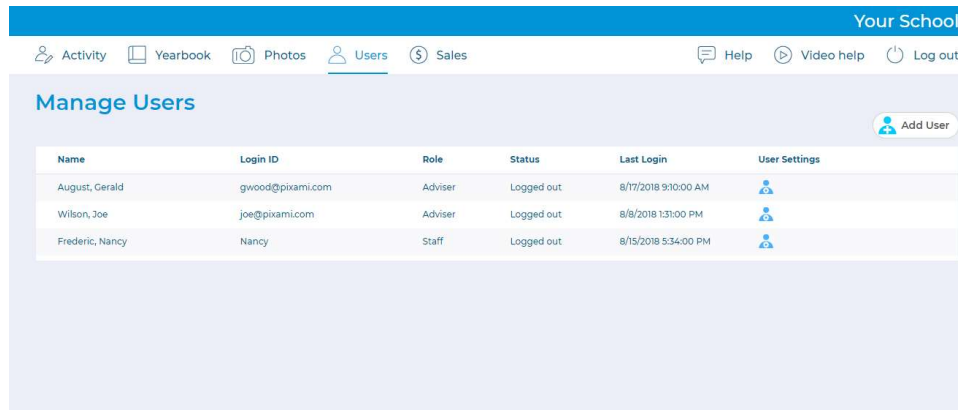 Your School
Activity Yearbook Photos Users Sales Help Video help Log out
Manage Users
Add User
Name Login ID Role Status Last Login User Settings
August, Gerald gwood@pixami.com Adviser Logged out 8/17/2018 9:10:00 AM
Wilson, Joe joe@pixami.com Adviser Logged out 8/8/2018 1:31:00 PM
Frederic, Nancy Nancy Staff Logged out 8/15/2018 5:34:00 PM